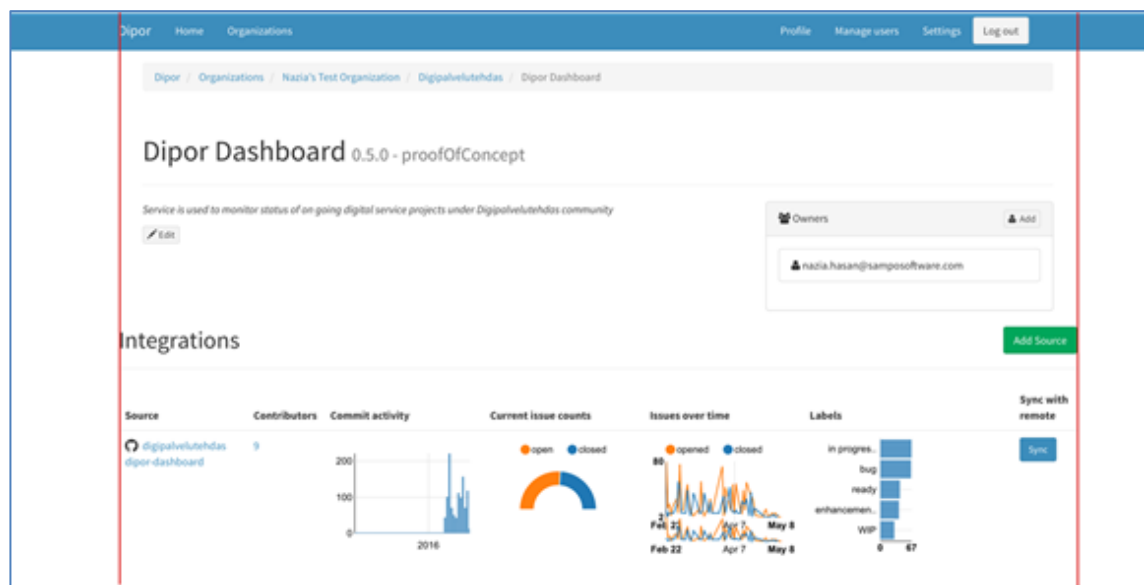 Dipor Home Organizations Profile Manage users Settings Log out
Dipor / Organizations / Nazia's Test Organization / Digipalvelutehdas / Dipor Dashboard
Dipor Dashboard 0.5.0 - proofOfConcept
Service is used to monitor status of on going digital service projects under Digipalvelutehdas community
Edit
Owners Add
nazia.hasan@samposoftware.com
Integrations Add Source
Source Contributors Commit activity Current issue counts Issues over time Labels Sync with remote
digipalvelutehdas
dipor-dashboard
9
200
100
0
2016
open closed
opened closed
80
2
Feb 22 Apr 7 May 8
Feb 22 Apr 7 May 8
in progres..
bug
ready
enhancemen..
WIP
0 67
Sync